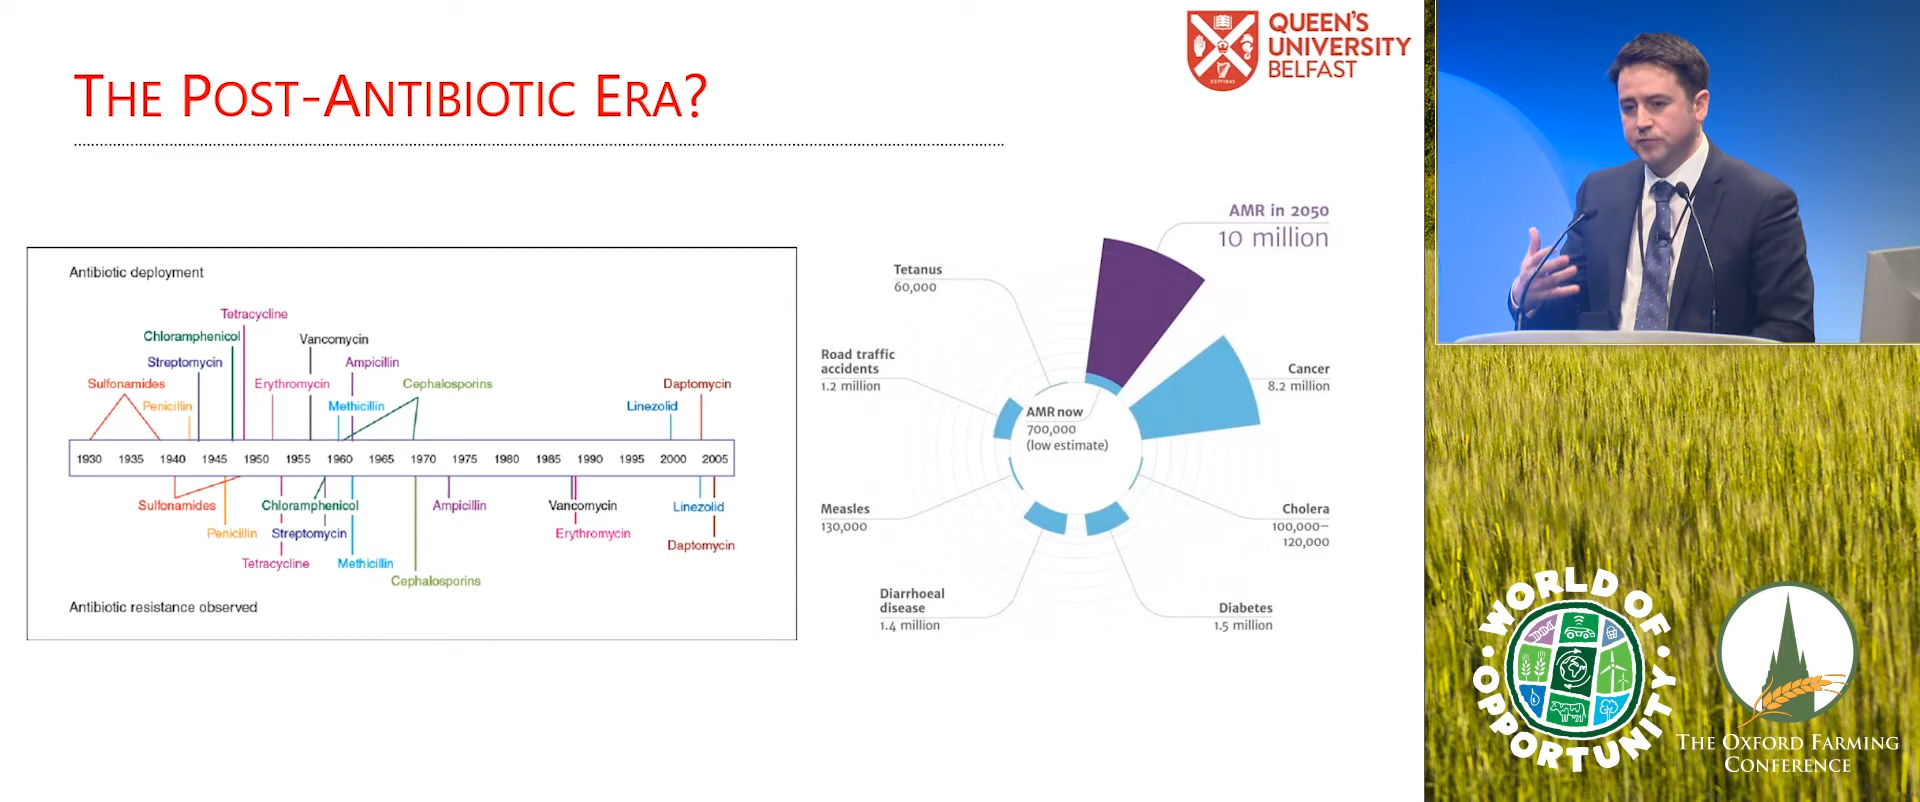 THE POST-ANTIBIOTIC ERA?
QUEEN'S
UNIVERSITY
BELFAST
ESTD1845
Antibiotic deployment
Tetracycline
Chloramphenicol
Vancomycin
Streptomycin
Ampicillin
Sulfonamides
Erythromycin
Cephalosporins
Daptomycin
Penicillin
Methicillin
Linezolid
1930 1935 1940 1945 1950 1955 1960 1965 1970 1975 1980 1985 1990 1995 2000 2005
Sulfonamides
Chloramphenicol
Ampicillin
Vancomycin
Linezolid
Penicillin
Streptomycin
Erythromycin
Daptomycin
Tetracycline
Methicillin
Cephalosporins
Antibiotic resistance observed
AMR in 2050
10 million
Tetanus
60,000
Road traffic
accidents
1.2 million
Cancer
8.2 million
AMR now
700,000
(low estimate)
Measles
130,000
Cholera
100,000–
120,000
Diarrhoeal
disease
1.4 million
Diabetes
1.5 million
WORLD OF
OPPORTUNITY
THE OXFORD FARMING
CONFERENCE